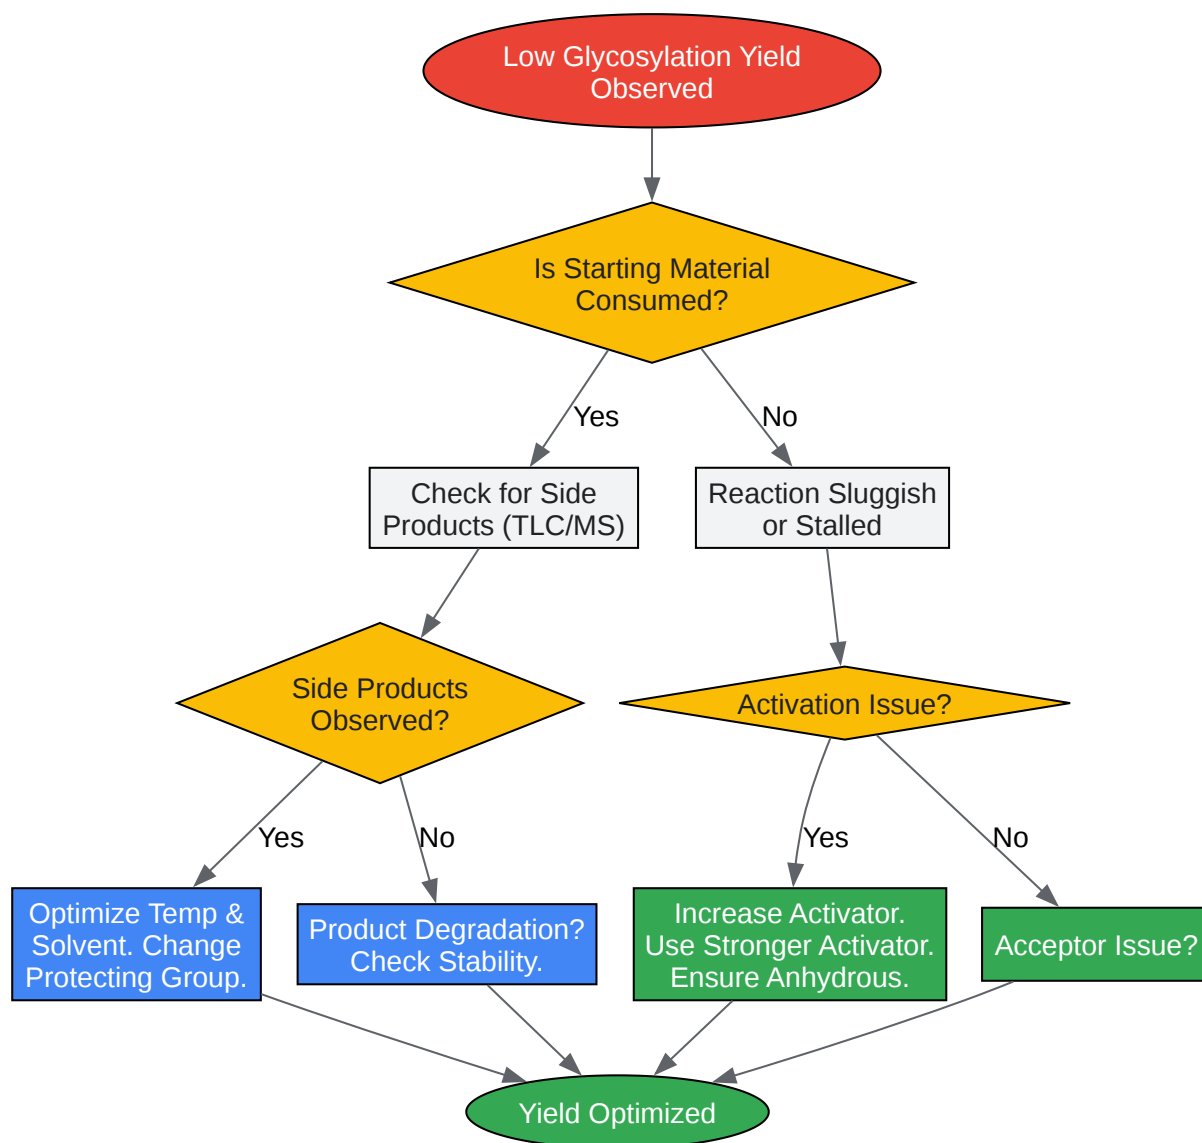 Low Glycosylation Yield
Observed
Is Starting Material
Consumed?
Yes
No
Check for Side
Products (TLC/MS)
Reaction Sluggish
or Stalled
Side Products
Observed?
Activation Issue?
Yes
No
Yes
No
Optimize Temp &
Solvent. Change
Protecting Group.
Product Degradation?
Check Stability.
Increase Activator.
Use Stronger Activator.
Ensure Anhydrous.
Acceptor Issue?
Yield Optimized